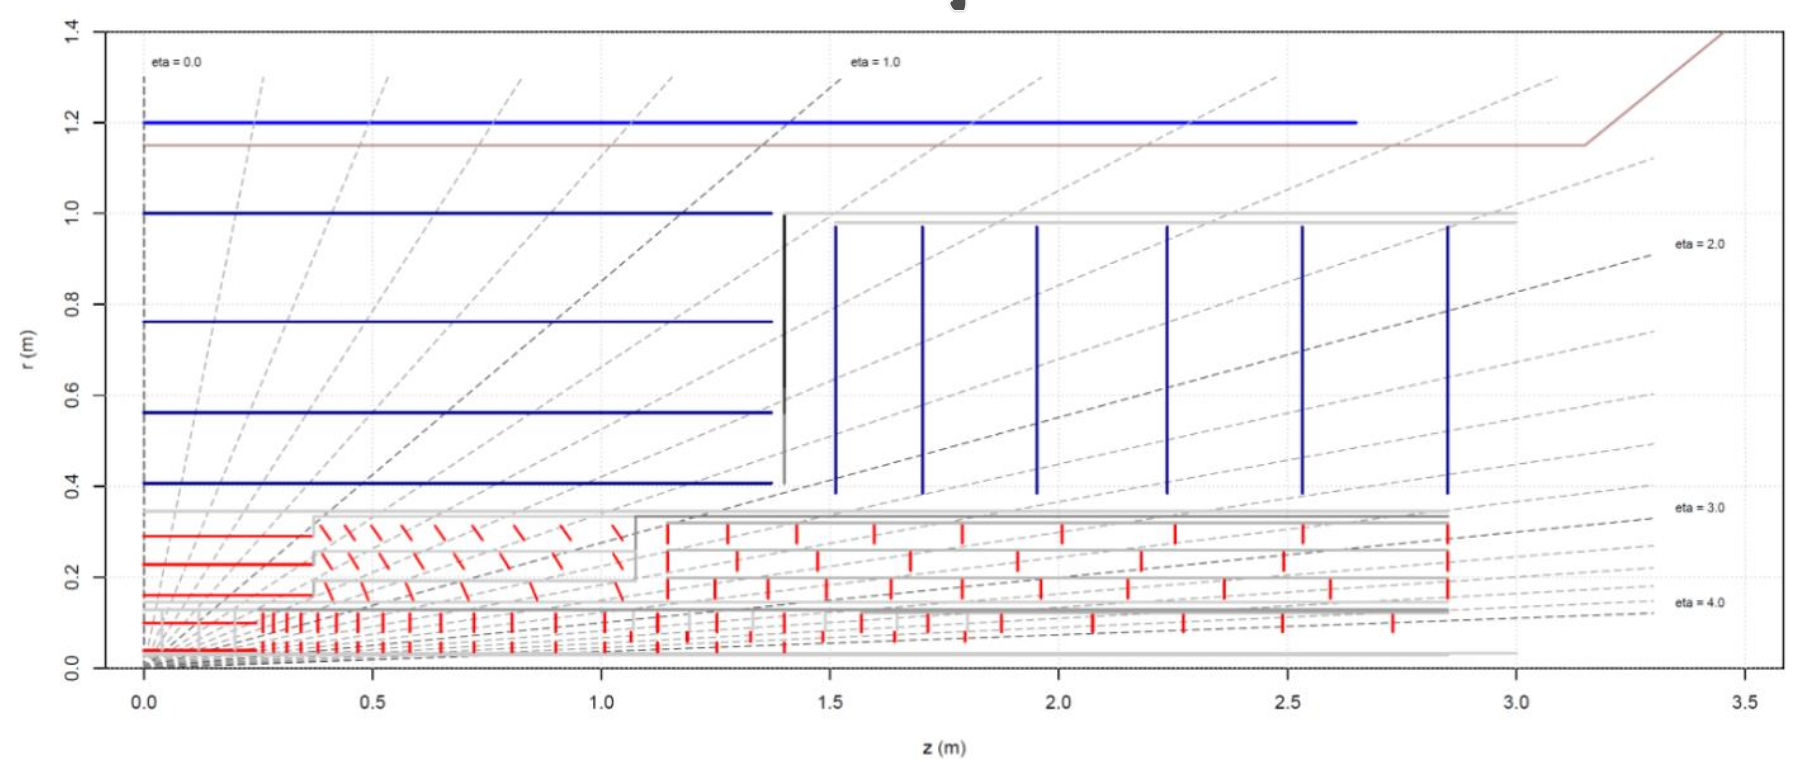 1.4
eta = 0.0
eta = 1.0
1.2
1.0
eta = 2.0
0.8
r (m)
0.6
0.4
eta = 3.0
0.2
eta = 4.0
0.0
0.0 0.5 1.0 1.5 2.0 2.5 3.0 3.5
z (m)